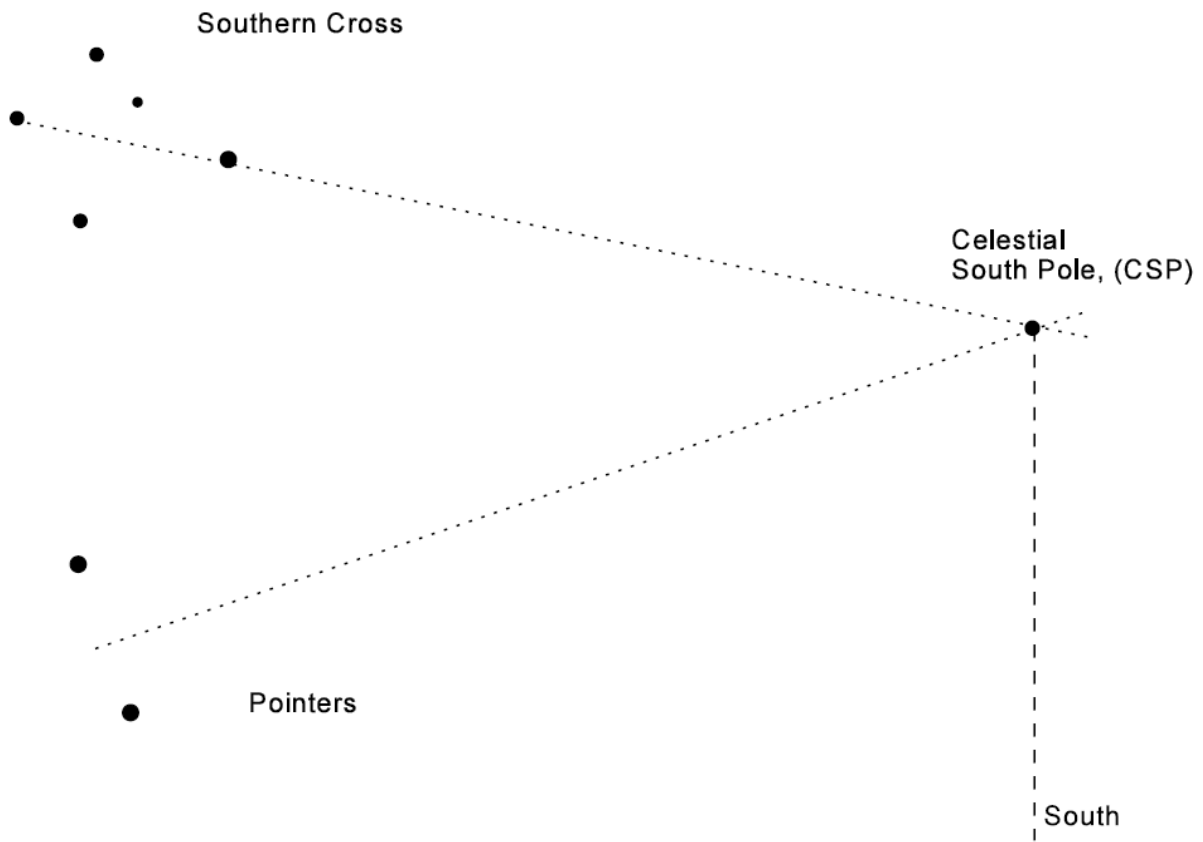 Southern Cross
Celestial
South Pole, (CSP)
Pointers
South